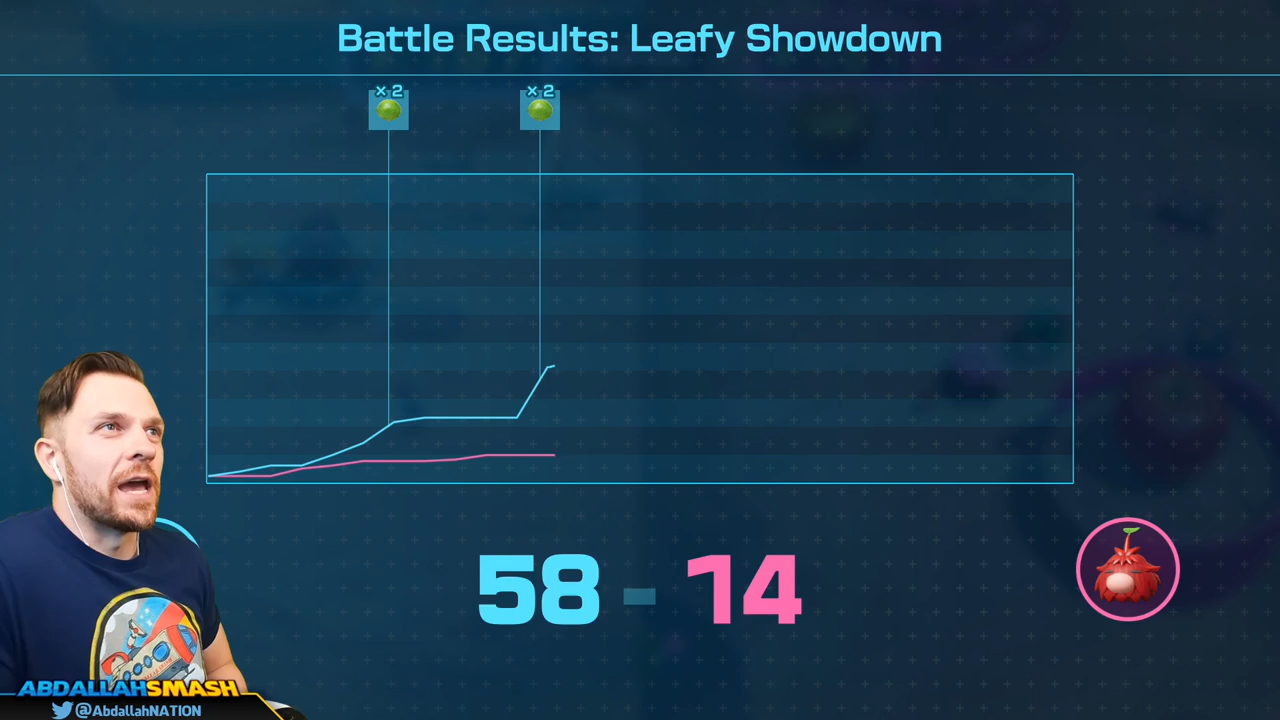 Battle Results: Leafy Showdown
×2
×2
58 - 14
ABDALLAHSMASH
@AbdallahNATION